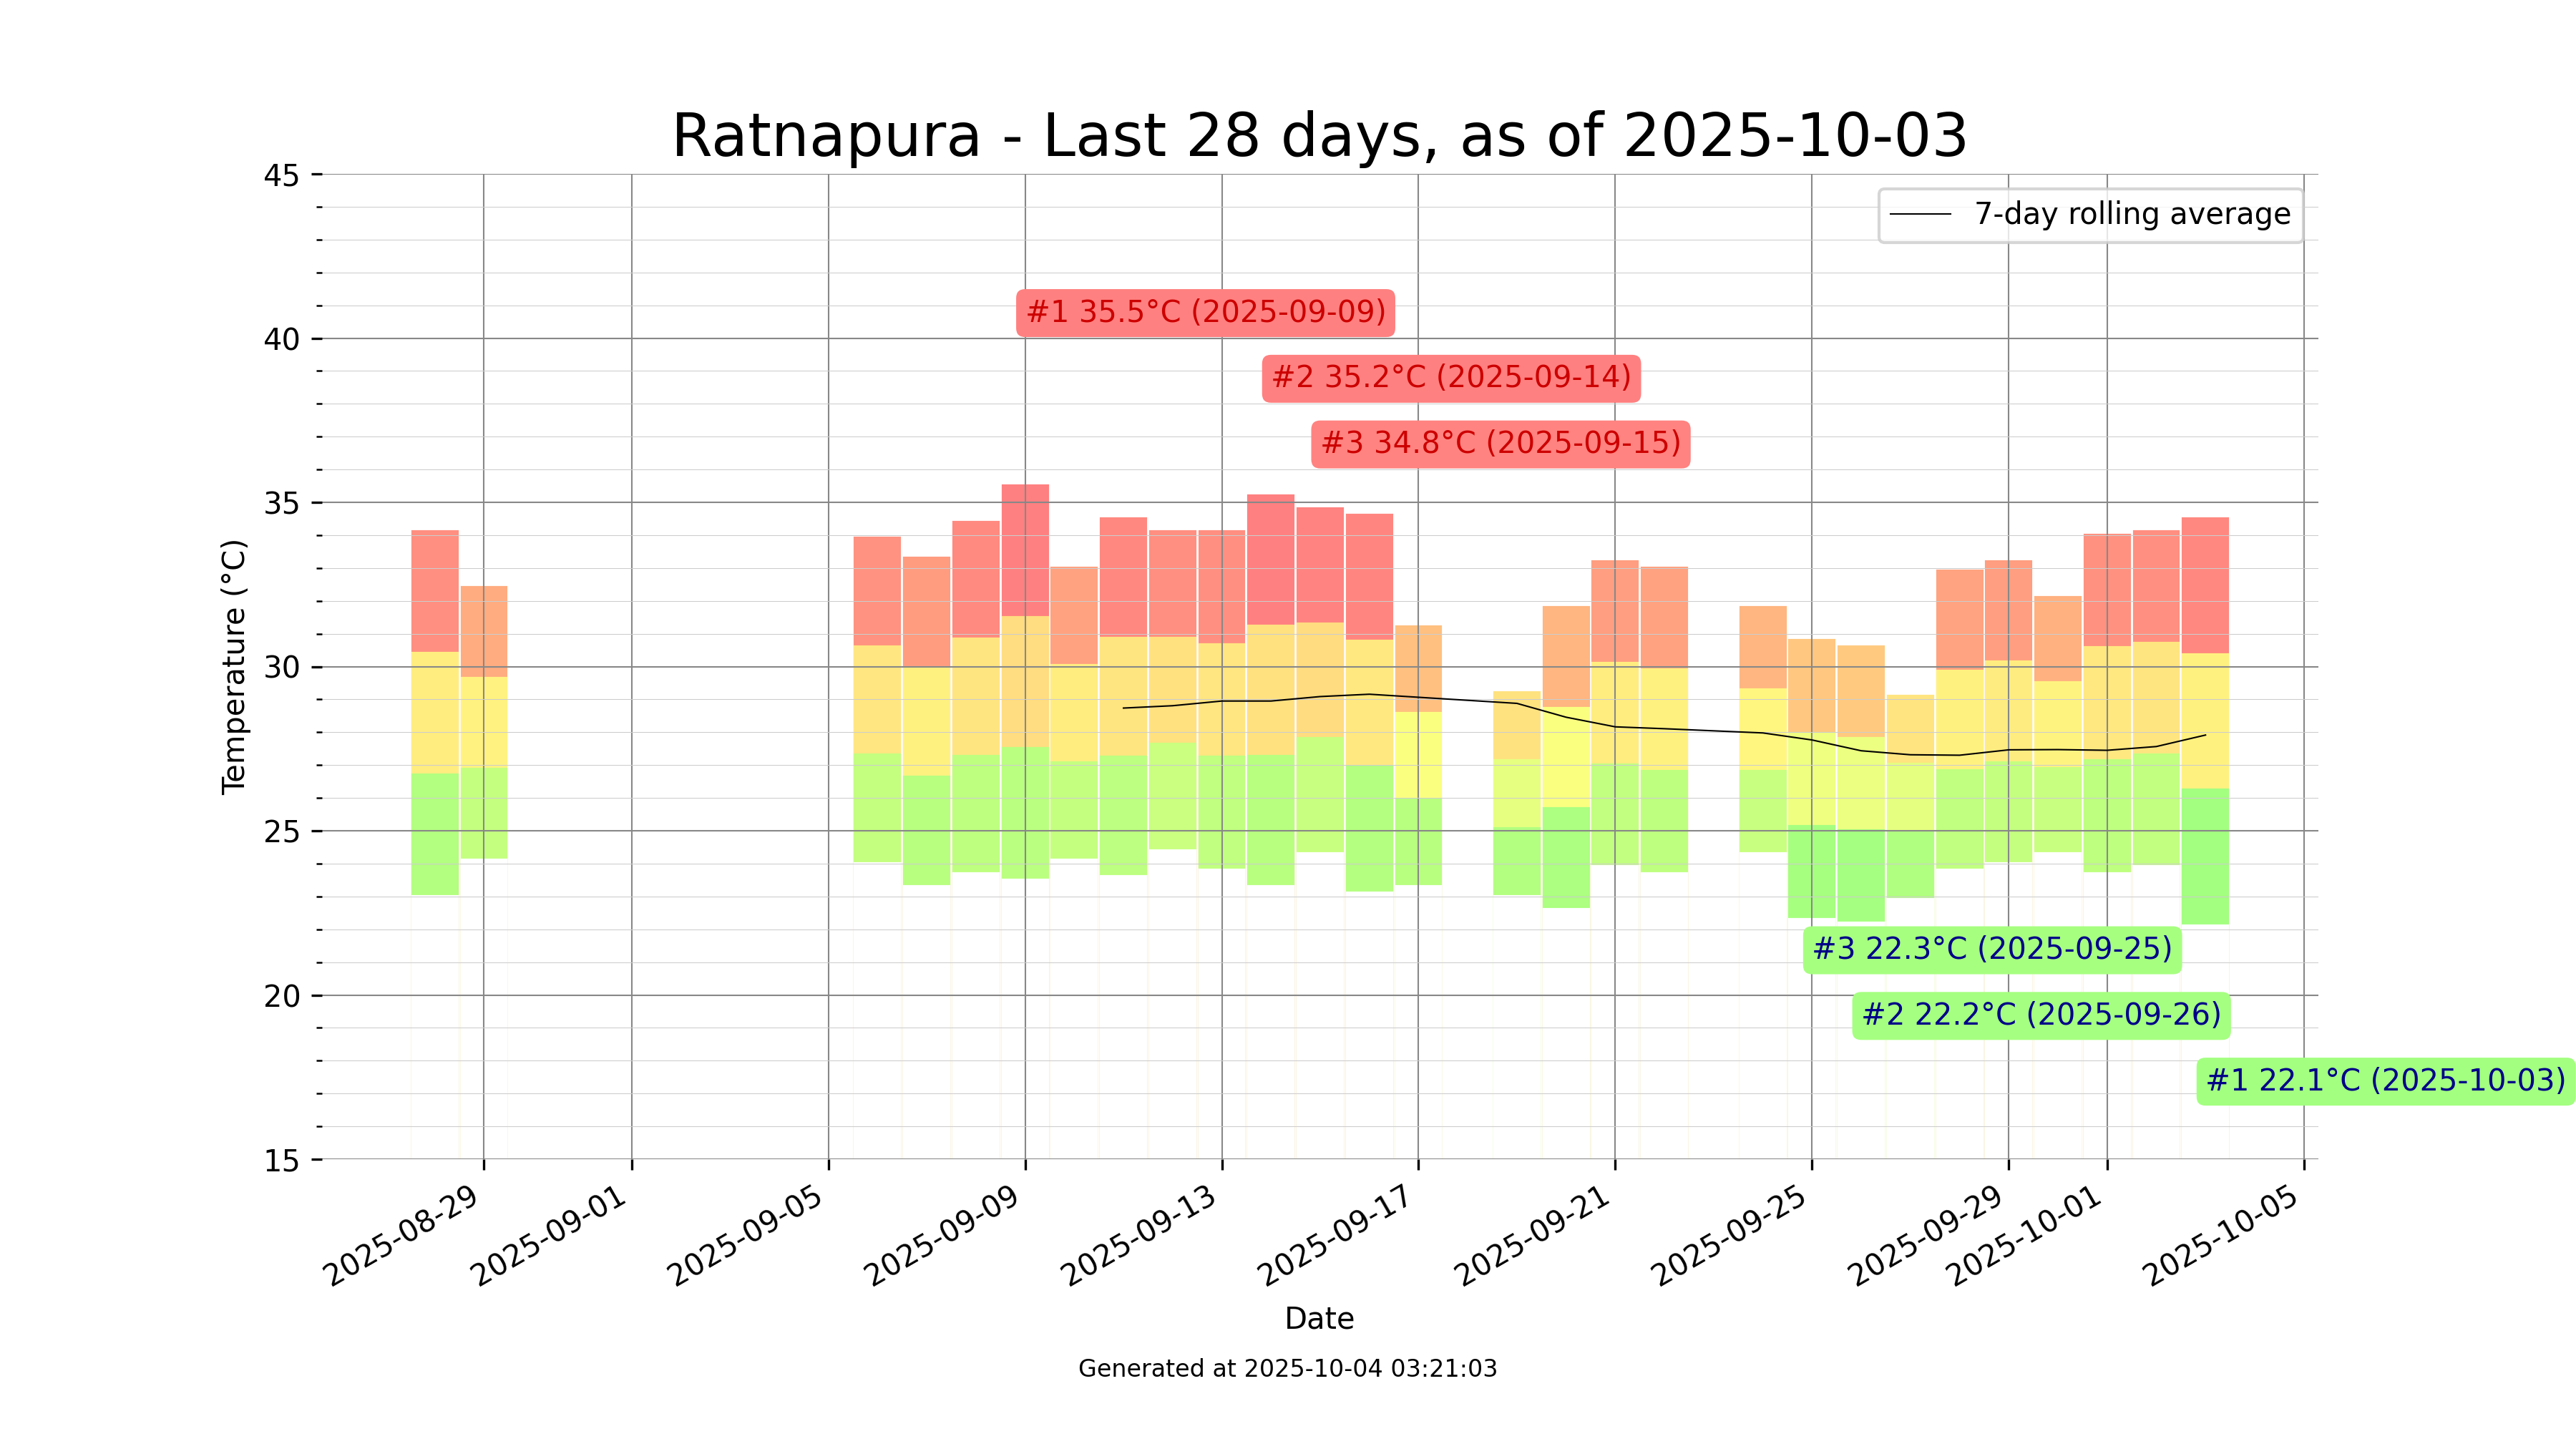 Ratnapura - Last 28 days, as of 2025-10-03
45
40
35
30
25
20
15
Temperature (°C)
7-day rolling average
#1 35.5°C (2025-09-09)
#2 35.2°C (2025-09-14)
#3 34.8°C (2025-09-15)
#3 22.3°C (2025-09-25)
#2 22.2°C (2025-09-26)
#1 22.1°C (2025-10-03)
2025-08-29
2025-09-01
2025-09-05
2025-09-09
2025-09-13
2025-09-17
2025-09-21
2025-09-25
2025-09-29
2025-10-01
2025-10-05
Date
Generated at 2025-10-04 03:21:03